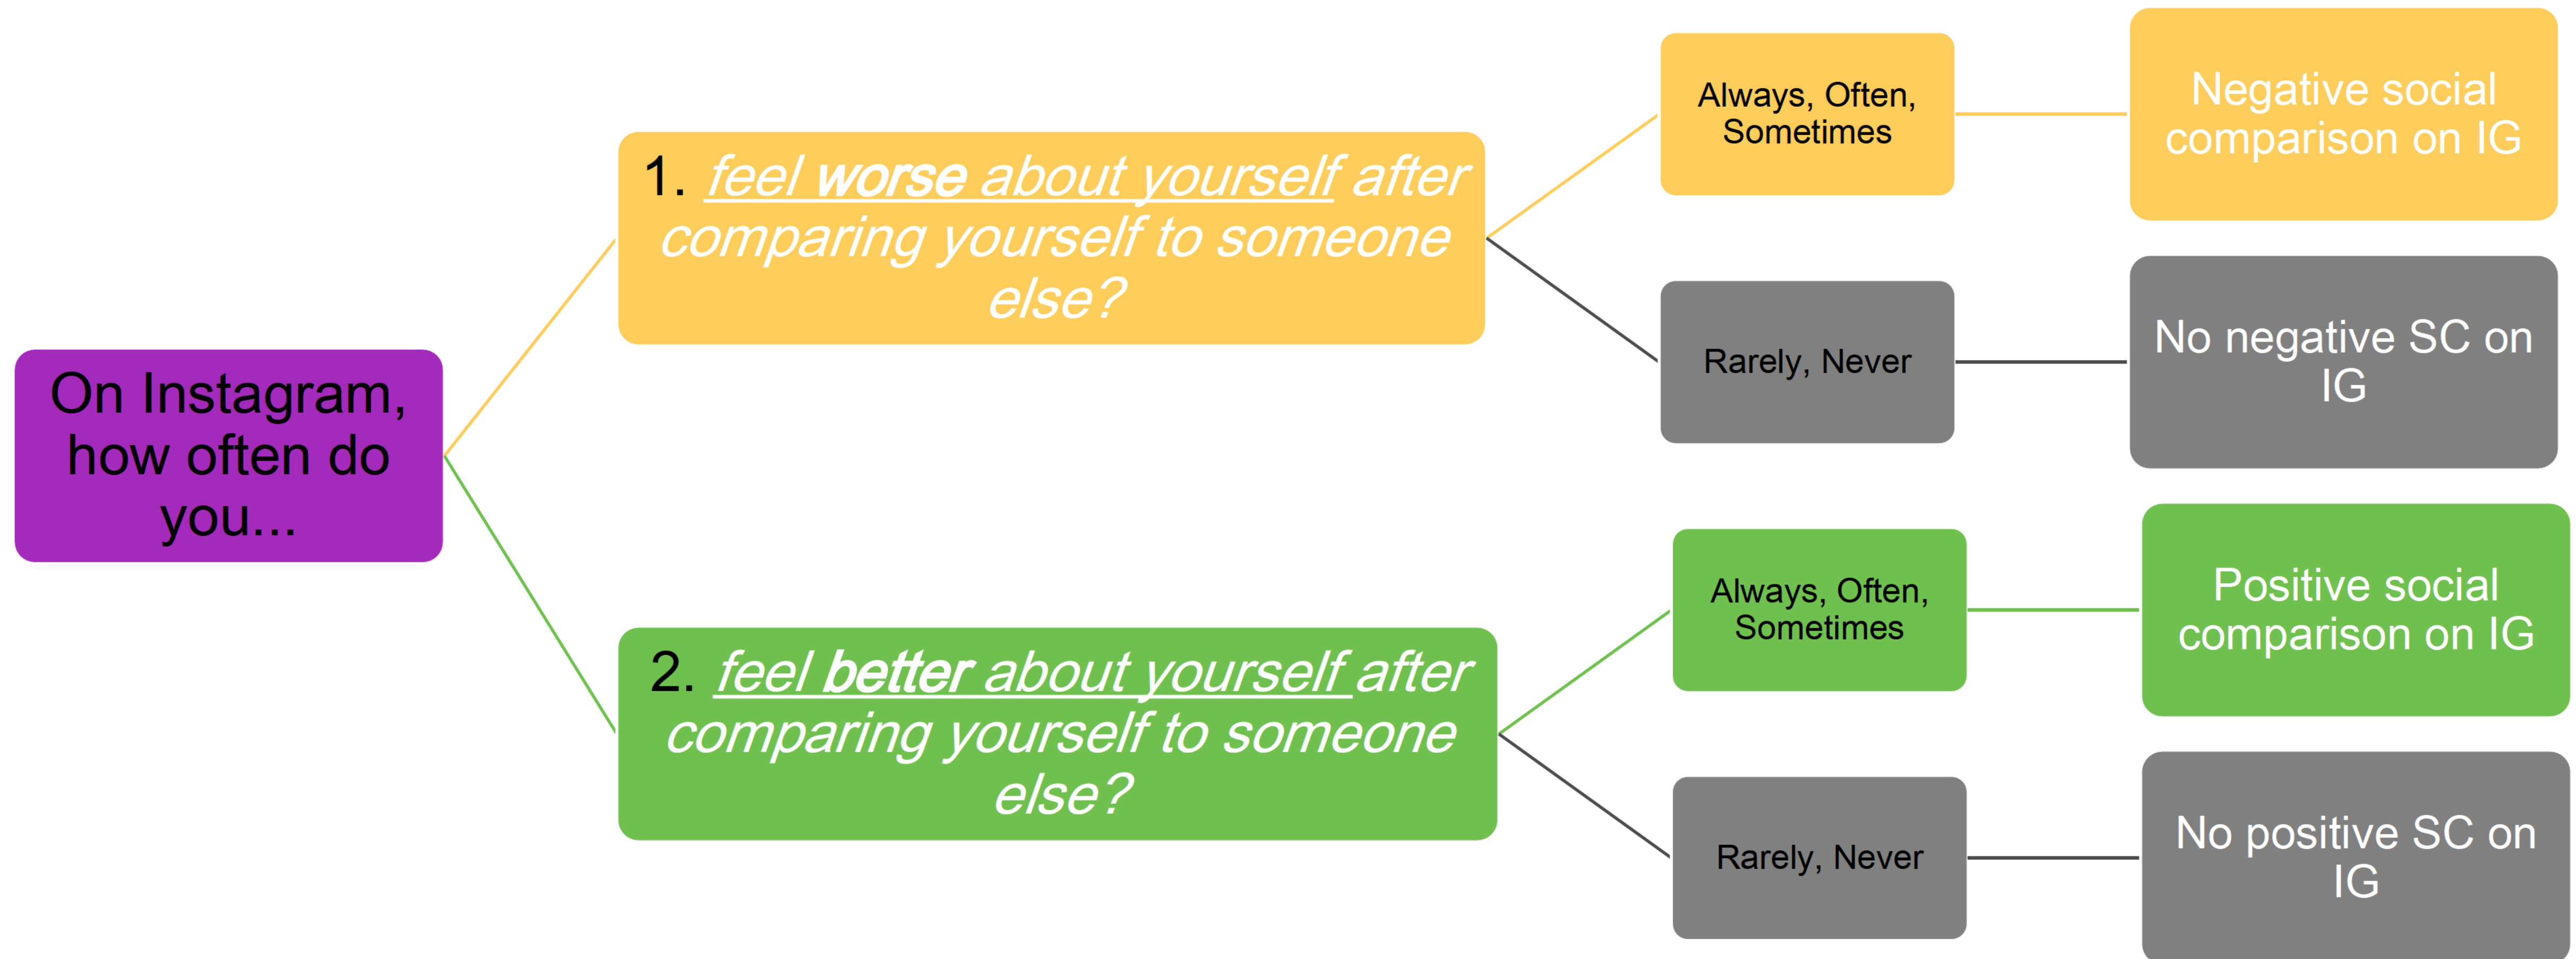 On Instagram,
how often do
you...
1. feel worse about yourself after
comparing yourself to someone
else?
Always, Often,
Sometimes
Negative social
comparison on IG
Rarely, Never
No negative SC on
IG
2. feel better about yourself after
comparing yourself to someone
else?
Always, Often,
Sometimes
Positive social
comparison on IG
Rarely, Never
No positive SC on
IG